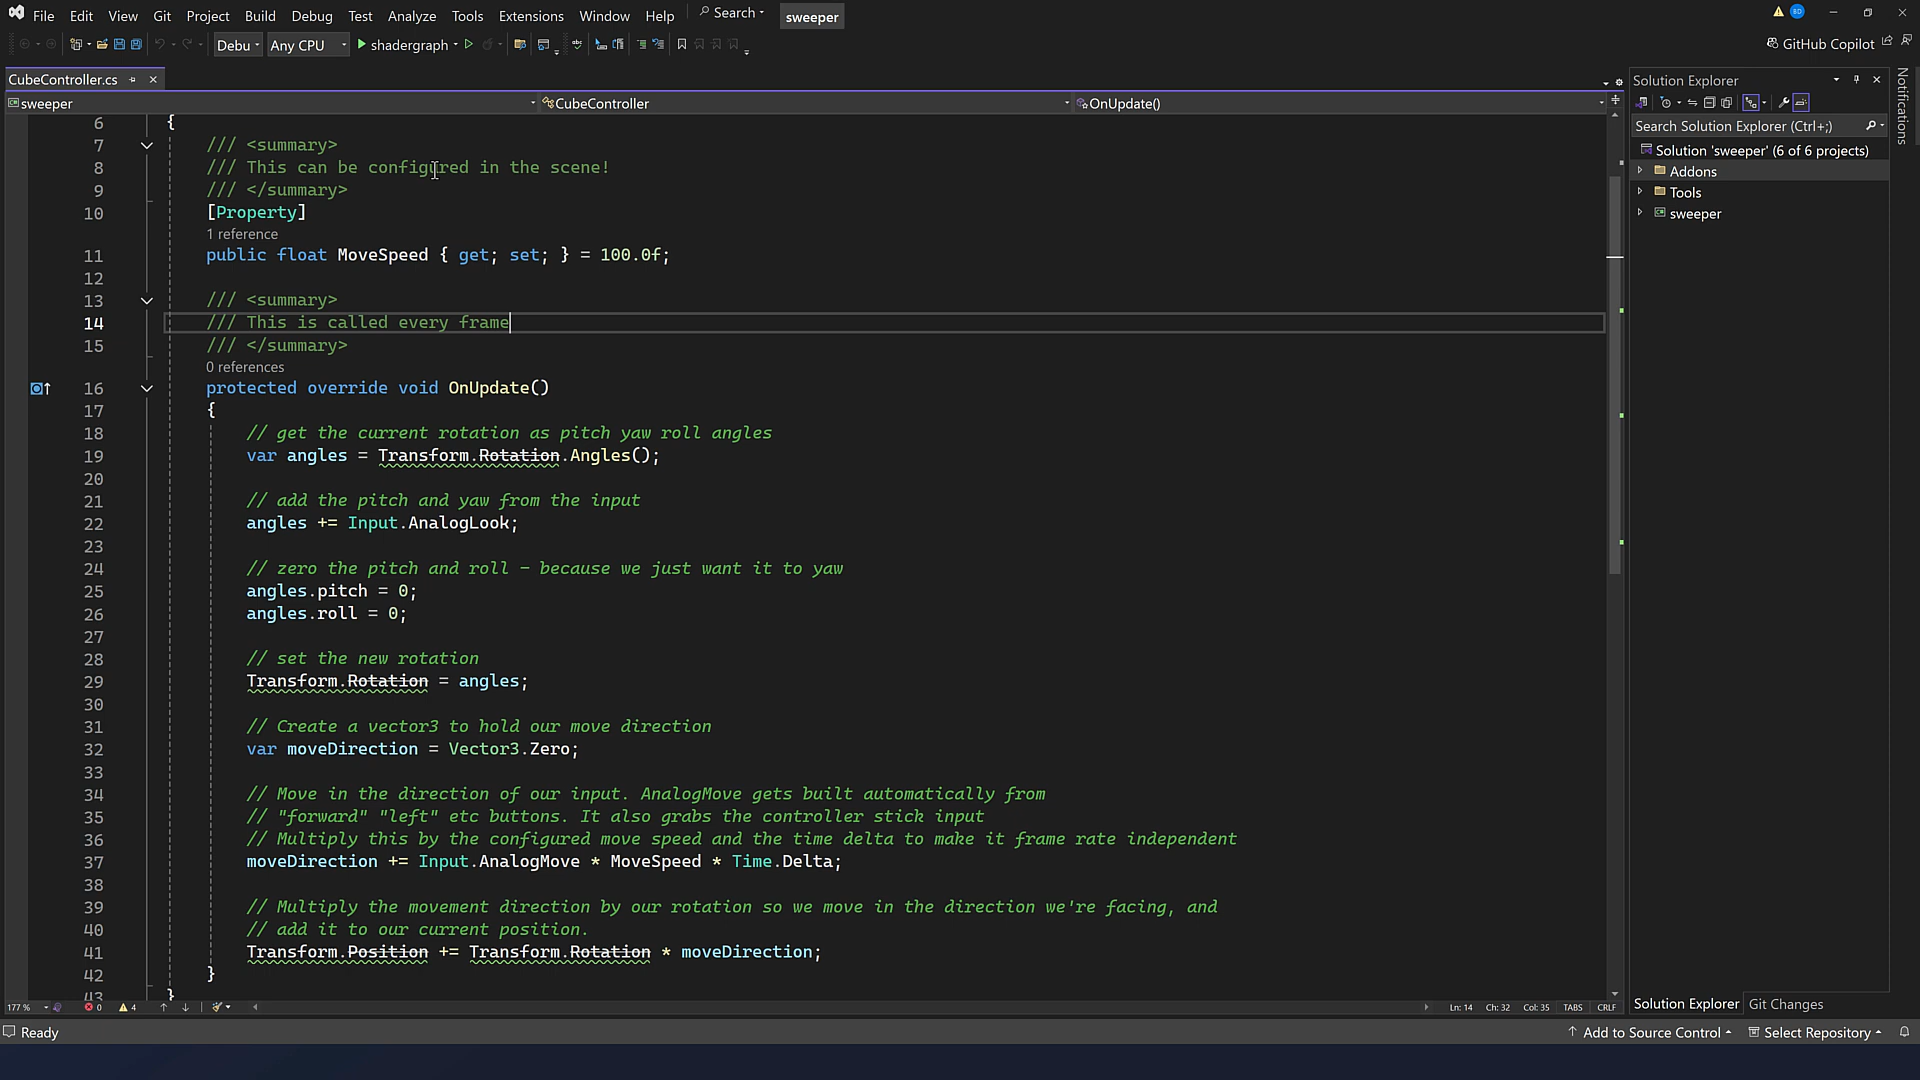 File Edit View Git Project Build Debug Test Analyze Tools Extensions Window Help Search sweeper
BD
Debu Any CPU shadergraph
GitHub Copilot
CubeController.cs
Solution Explorer
sweeper CubeController OnUpdate()
Search Solution Explorer (Ctrl+;)
Solution 'sweeper' (6 of 6 projects)
Addons
Tools
sweeper
Notifications
6 {
7 /// <summary>
8 /// This can be configured in the scene!
9 /// </summary>
10 [Property]
1 reference
11 public float MoveSpeed { get; set; } = 100.0f;
12
13 /// <summary>
14 /// This is called every frame
15 /// </summary>
0 references
16 protected override void OnUpdate()
17 {
18 // get the current rotation as pitch yaw roll angles
19 var angles = Transform.Rotation.Angles();
20
21 // add the pitch and yaw from the input
22 angles += Input.AnalogLook;
23
24 // zero the pitch and roll - because we just want it to yaw
25 angles.pitch = 0;
26 angles.roll = 0;
27
28 // set the new rotation
29 Transform.Rotation = angles;
30
31 // Create a vector3 to hold our move direction
32 var moveDirection = Vector3.Zero;
33
34 // Move in the direction of our input. AnalogMove gets built automatically from
35 // "forward" "left" etc buttons. It also grabs the controller stick input
36 // Multiply this by the configured move speed and the time delta to make it frame rate independent
37 moveDirection += Input.AnalogMove * MoveSpeed * Time.Delta;
38
39 // Multiply the movement direction by our rotation so we move in the direction we're facing, and
40 // add it to our current position.
41 Transform.Position += Transform.Rotation * moveDirection;
42 }
43 }
177 % 0 4 Ln: 14 Ch: 32 Col: 35 TABS CRLF
Solution Explorer Git Changes
Ready Add to Source Control Select Repository